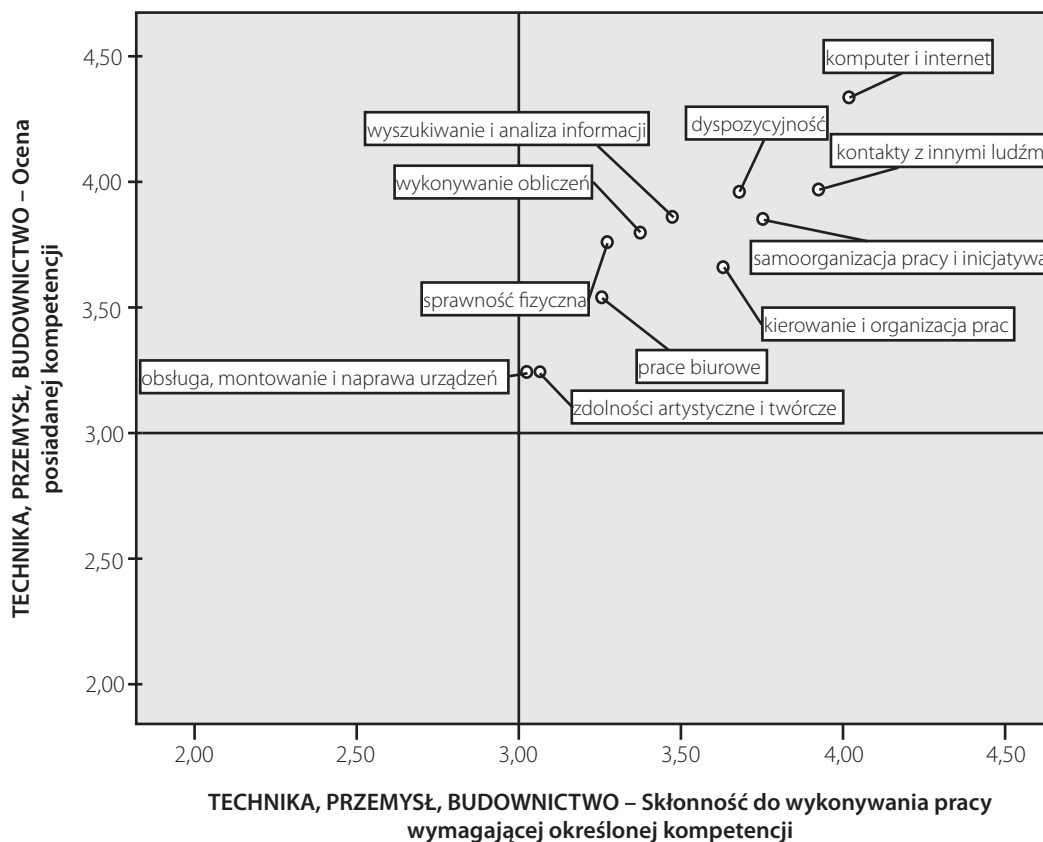 TECHNIKA, PRZEMYSŁ, BUDOWNICTWO – Ocena
posiadanej kompetencji
4,50
4,00
3,50
3,00
2,50
2,00
komputer i internet
wyszukiwanie i analiza informacji
dyspozycyjność
kontakty z innymi ludźm
wykonywanie obliczeń
samoorganizacja pracy i inicjatywa
sprawność fizyczna
kierowanie i organizacja prac
prace biurowe
obsługa, montowanie i naprawa urządzeń
zdolności artystyczne i twórcze
2,00
2,50
3,00
3,50
4,00
4,50
TECHNIKA, PRZEMYSŁ, BUDOWNICTWO – Skłonność do wykonywania pracy
wymagającej określonej kompetencji